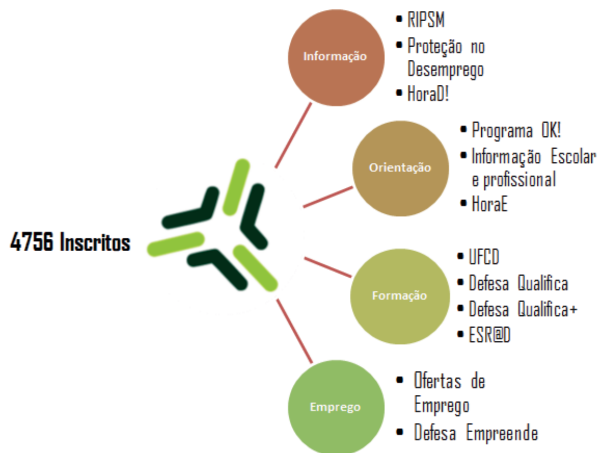 4756 Inscritos
Informação
• RIPSM
• Proteção no
Desemprego
• HoraD!
Orientação
• Programa OK!
• Informação Escolar
e profissional
• HoraE
Formação
• UFCD
• Defesa Qualifica
• Defesa Qualifica+
• ESR@D
Emprego
• Ofertas de
Emprego
• Defesa Empreende